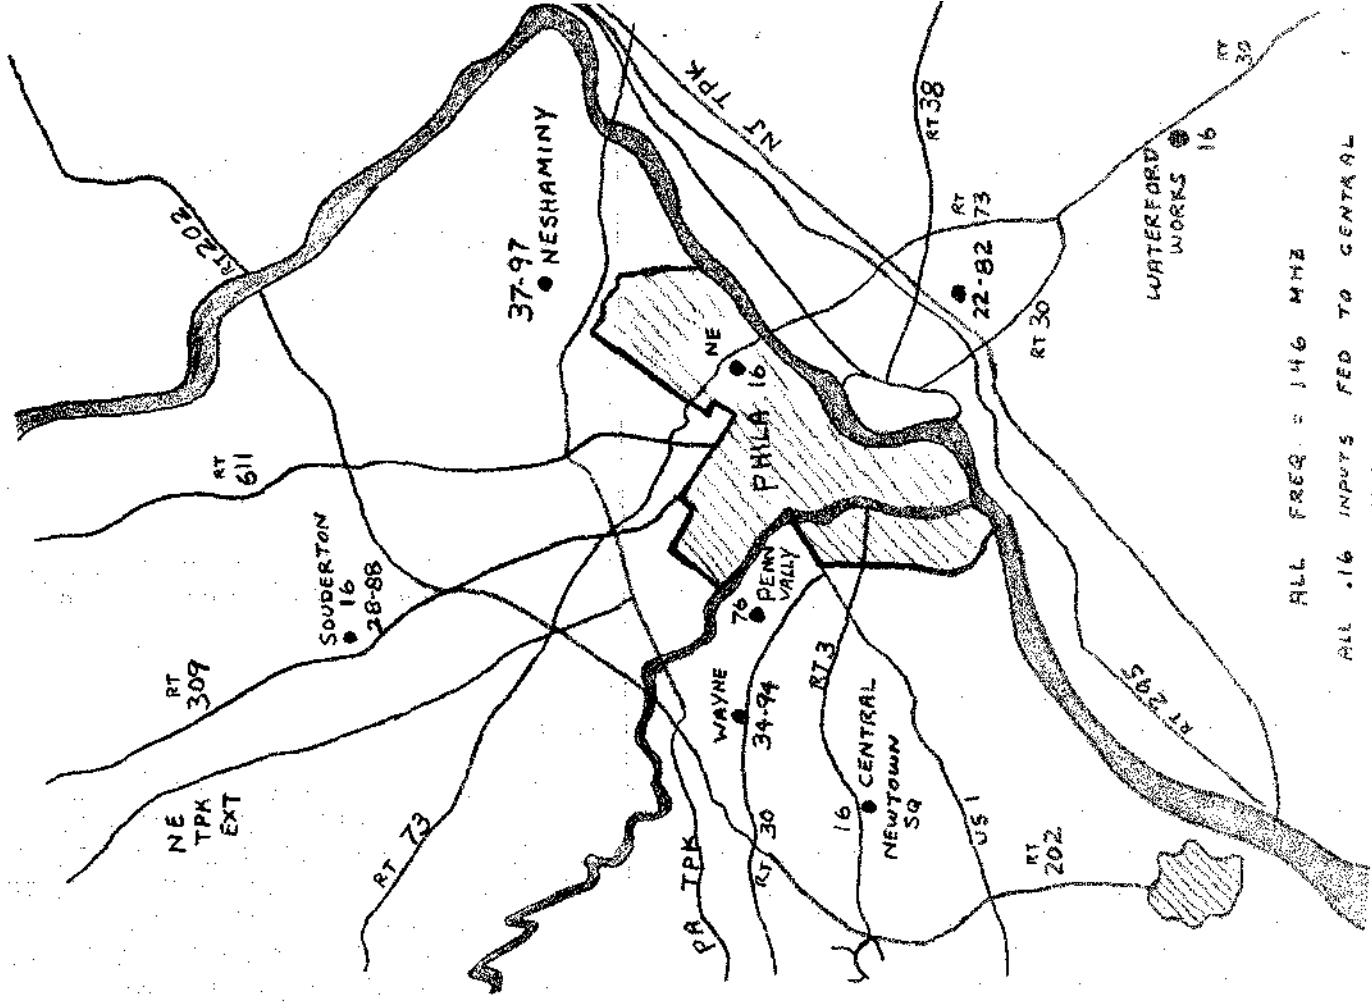 RT 202
RT
611
RT
309
NE
TPK
EXT
RT 73
SOUDERTON
16
28-88
37-97
NESHAMINY
NJ TPK
RT 38
RT
30
WATERFORD
WORKS
16
RT
73
22-82
RT 30
NE
16
PHILA
76
PENN
VALLY
WAYNE
34-94
RT 3
16
CENTRAL
NEWTOWN
SQ
PA TPK
RT 30
US 1
RT
202
RT 295
ALL FREQ = 146 MHZ
ALL .16 INPUTS FED TO CENTRAL